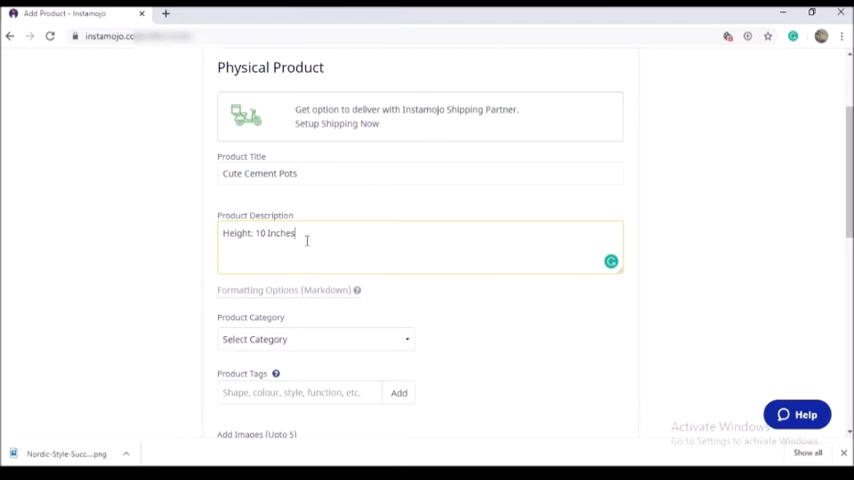 Add Product - Instamojo
instamojo.co
Physical Product
Get option to deliver with Instamojo Shipping Partner.
Setup Shipping Now
Product Title
Cute Cement Pots
Product Description
Height: 10 Inches
Formatting Options (Markdown)
Product Category
Select Category
Product Tags
Shape, colour, style, function, etc.
Add
Add Images (Upto 5)
Help
Activate Windows
Go to Settings to activate Windows.
Nordic-Style-Succ....png
Show all